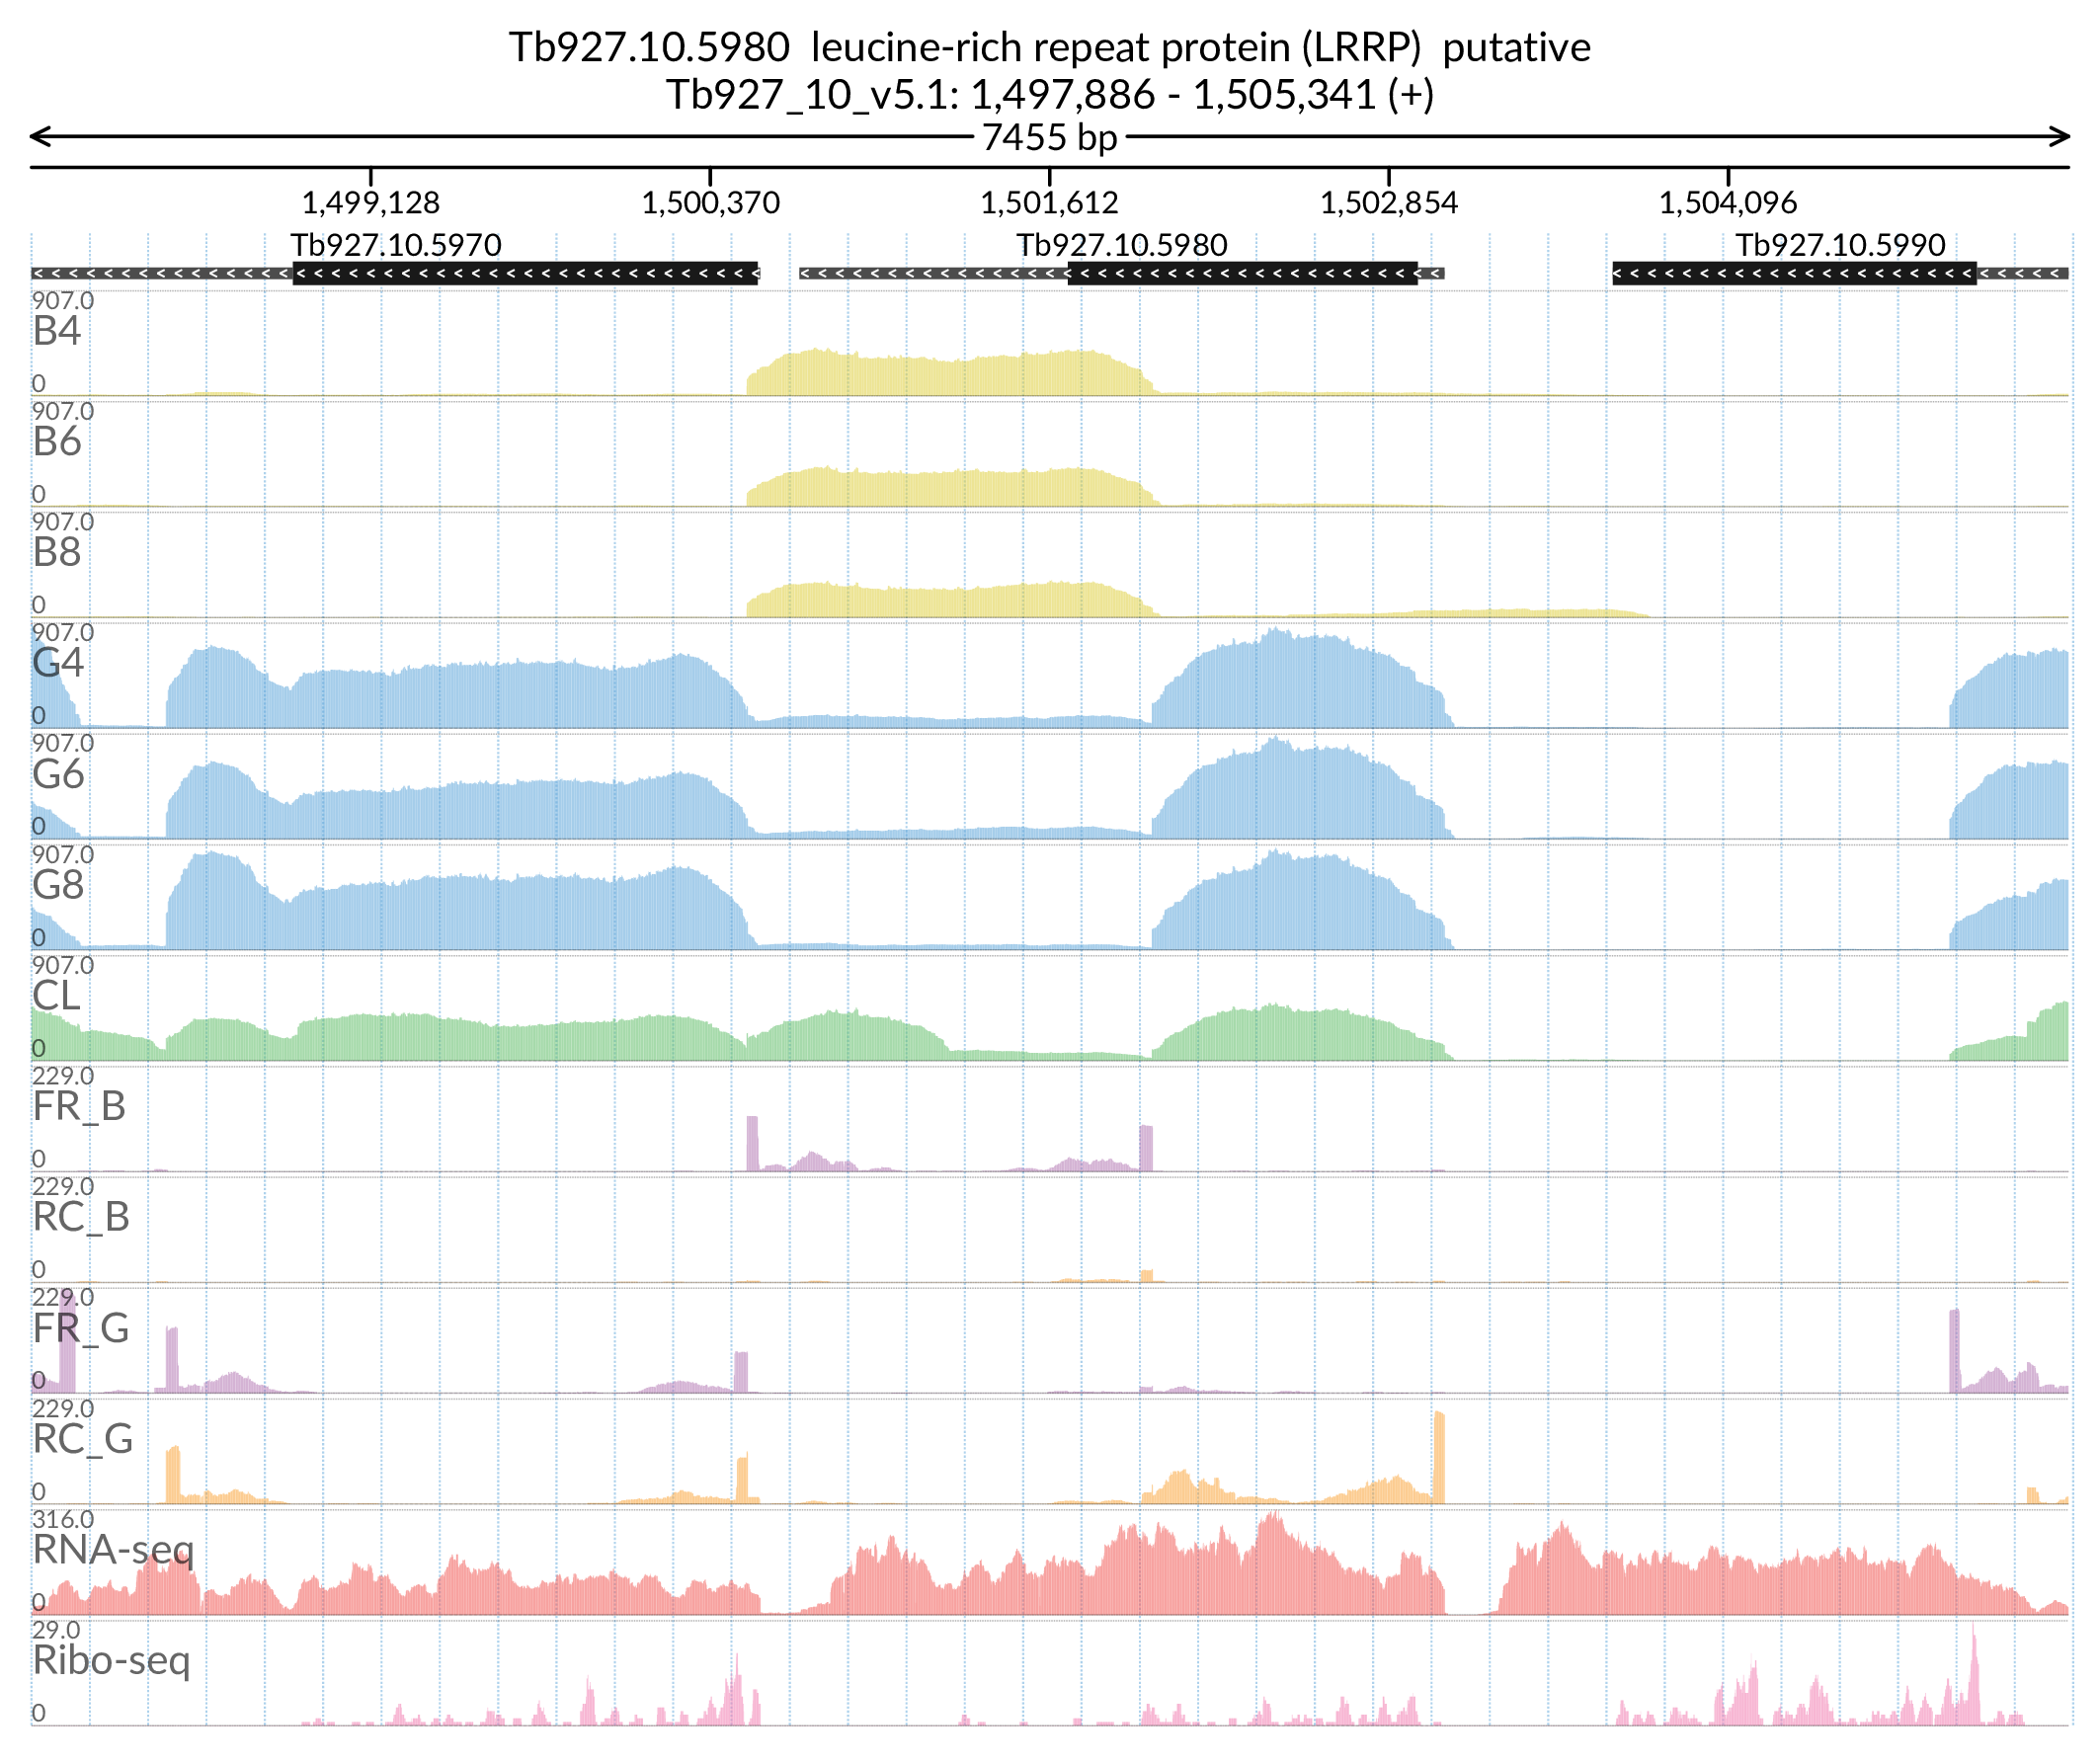 Tb927.10.5980  leucine-rich repeat protein (LRRP)  putative
Tb927_10_v5.1: 1,497,886 - 1,505,341 (+)
7455 bp
1,499,128 1,500,370 1,501,612 1,502,854 1,504,096
Tb927.10.5970 Tb927.10.5980 Tb927.10.5990
907.0
B4
0
907.0
B6
0
907.0
B8
0
907.0
G4
0
907.0
G6
0
907.0
G8
0
907.0
CL
0
229.0
FR_B
0
229.0
RC_B
0
229.0
FR_G
0
229.0
RC_G
0
316.0
RNA-seq
0
29.0
Ribo-seq
0